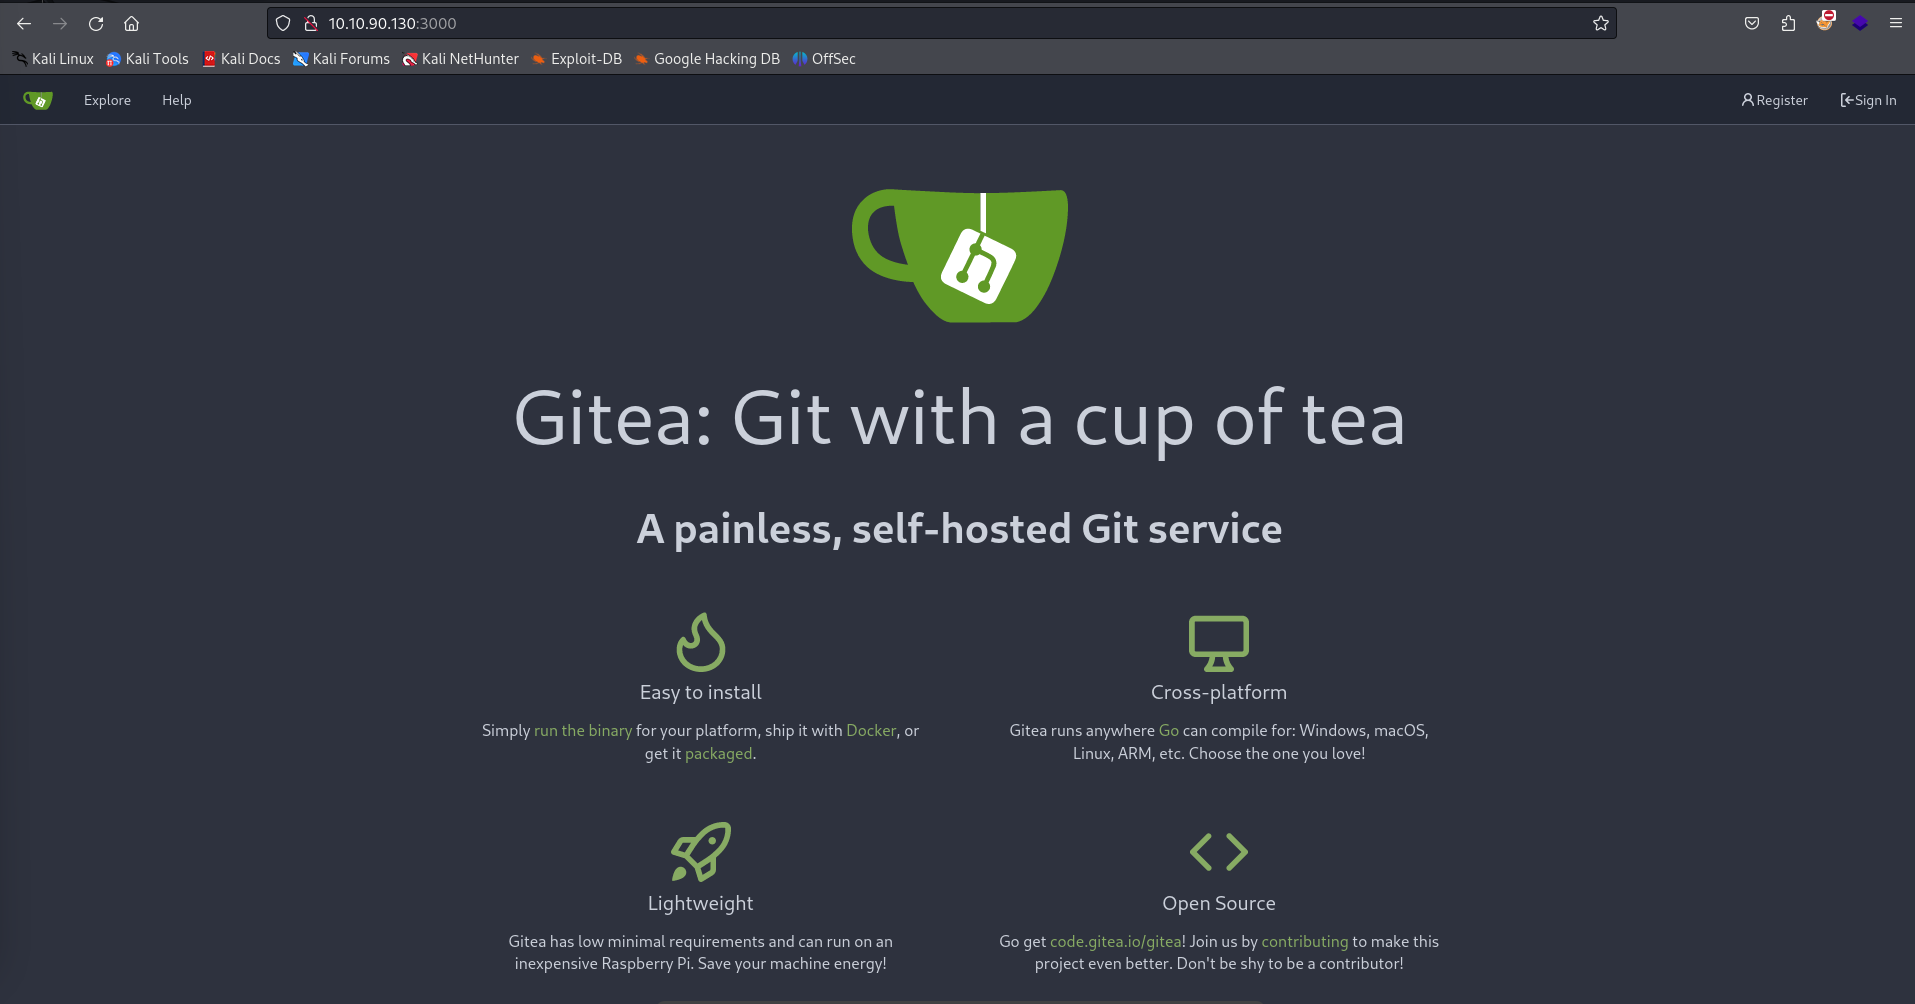 10.10.90.130:3000
Kali Linux Kali Tools Kali Docs Kali Forums Kali NetHunter Exploit-DB Google Hacking DB OffSec
Explore Help Register Sign In
Gitea: Git with a cup of tea
A painless, self-hosted Git service
Easy to install
Simply run the binary for your platform, ship it with Docker, or
get it packaged.
Cross-platform
Gitea runs anywhere Go can compile for: Windows, macOS,
Linux, ARM, etc. Choose the one you love!
Lightweight
Gitea has low minimal requirements and can run on an
inexpensive Raspberry Pi. Save your machine energy!
Open Source
Go get code.gitea.io/gitea! Join us by contributing to make this
project even better. Don't be shy to be a contributor!